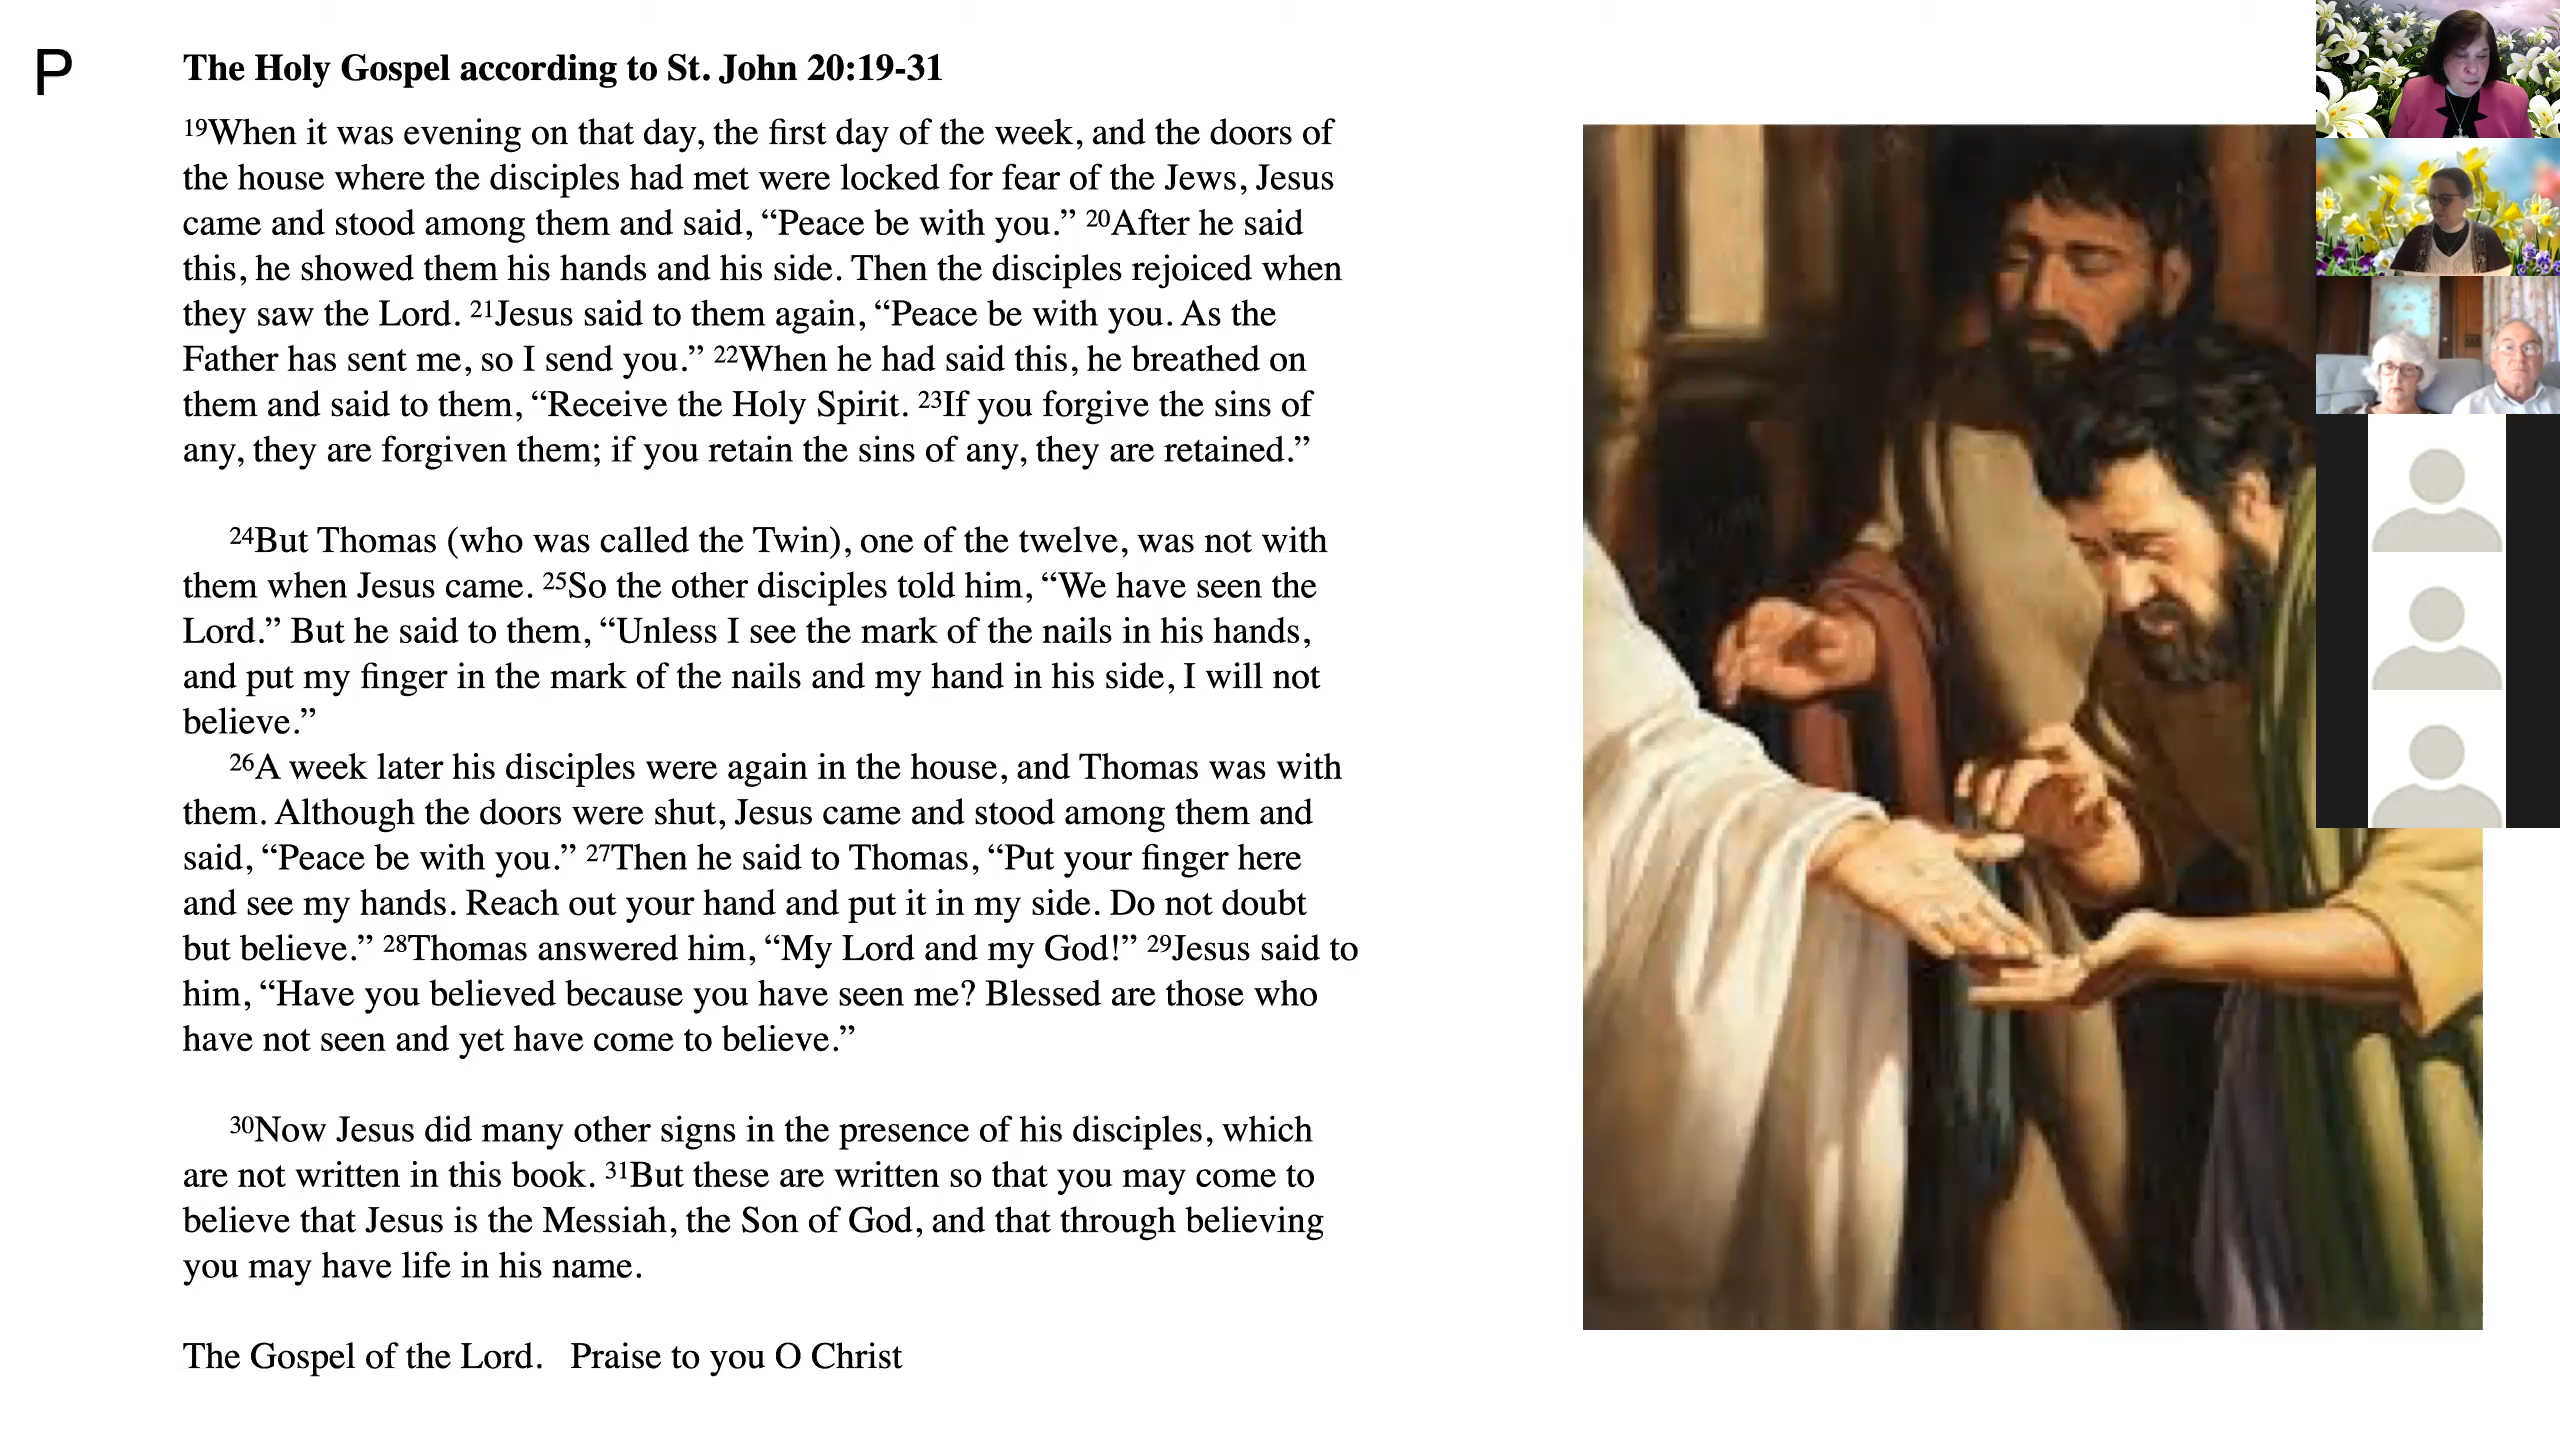 P
The Holy Gospel according to St. John 20:19-31
19When it was evening on that day, the first day of the week, and the doors of
the house where the disciples had met were locked for fear of the Jews, Jesus
came and stood among them and said, “Peace be with you.” 20After he said
this, he showed them his hands and his side. Then the disciples rejoiced when
they saw the Lord. 21Jesus said to them again, “Peace be with you. As the
Father has sent me, so I send you.” 22When he had said this, he breathed on
them and said to them, “Receive the Holy Spirit. 23If you forgive the sins of
any, they are forgiven them; if you retain the sins of any, they are retained.”
24But Thomas (who was called the Twin), one of the twelve, was not with
them when Jesus came. 25So the other disciples told him, “We have seen the
Lord.” But he said to them, “Unless I see the mark of the nails in his hands,
and put my finger in the mark of the nails and my hand in his side, I will not
believe.”
26A week later his disciples were again in the house, and Thomas was with
them. Although the doors were shut, Jesus came and stood among them and
said, “Peace be with you.” 27Then he said to Thomas, “Put your finger here
and see my hands. Reach out your hand and put it in my side. Do not doubt
but believe.” 28Thomas answered him, “My Lord and my God!” 29Jesus said to
him, “Have you believed because you have seen me? Blessed are those who
have not seen and yet have come to believe.”
30Now Jesus did many other signs in the presence of his disciples, which
are not written in this book. 31But these are written so that you may come to
believe that Jesus is the Messiah, the Son of God, and that through believing
you may have life in his name.
The Gospel of the Lord. Praise to you O Christ